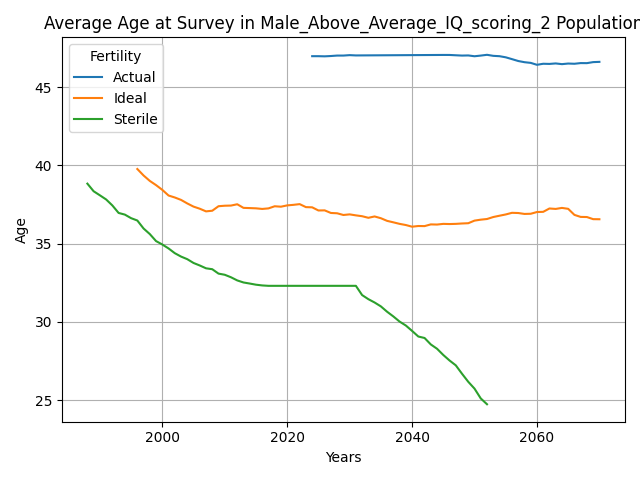 Average Age at Survey in Male_Above_Average_IQ_scoring_2 Population
Fertility
Actual
Ideal
Sterile
45
40
35
30
25
Age
2000 2020 2040 2060
Years